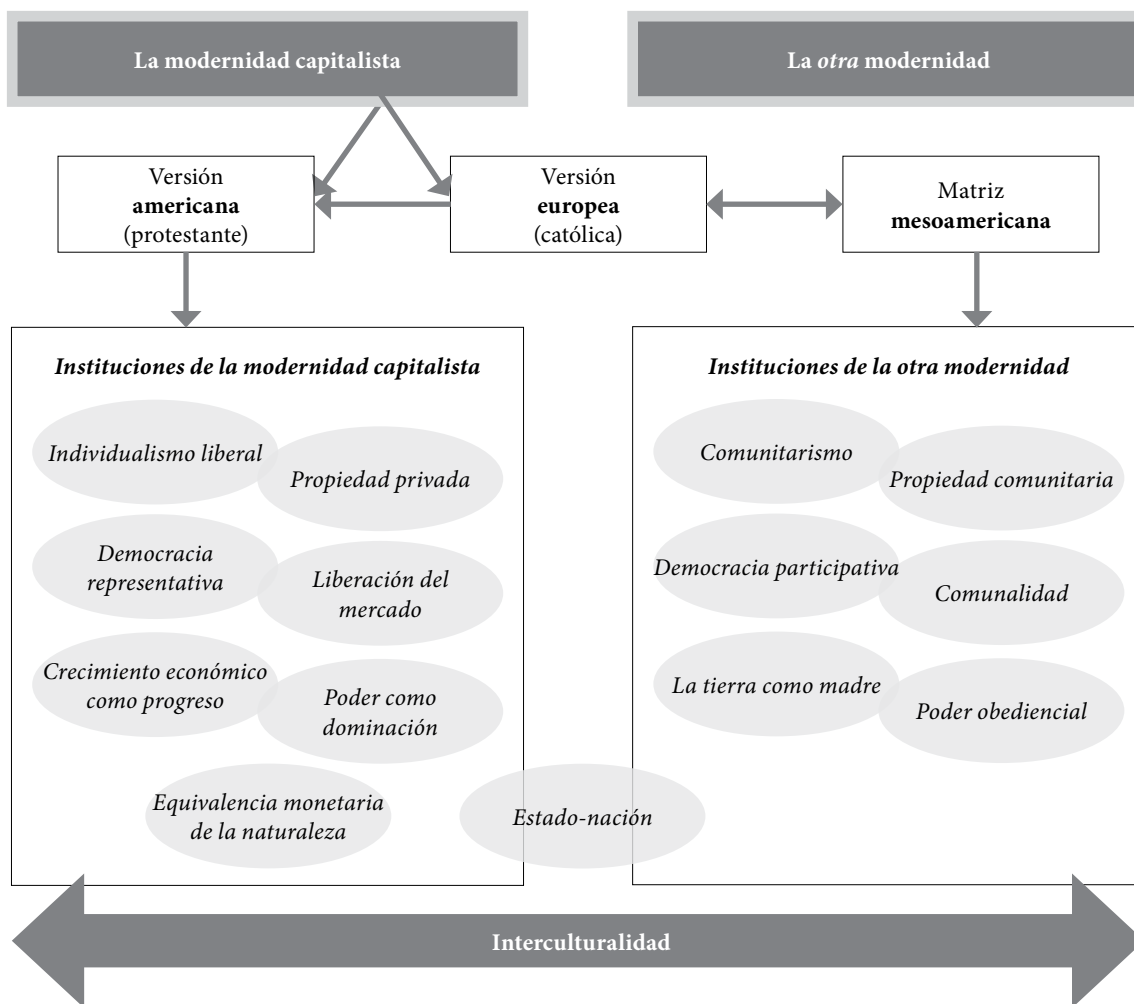 La modernidad capitalista
La otra modernidad
Versión
americana
(protestante)
Versión
europea
(católica)
Matriz
mesoamericana
Instituciones de la modernidad capitalista
Individualismo liberal
Propiedad privada
Democracia
representativa
Liberación del
mercado
Crecimiento económico
como progreso
Poder como
dominación
Equivalencia monetaria
de la naturaleza
Estado-nación
Instituciones de la otra modernidad
Comunitarismo
Propiedad comunitaria
Democracia participativa
Comunalidad
La tierra como madre
Poder obediencial
Interculturalidad